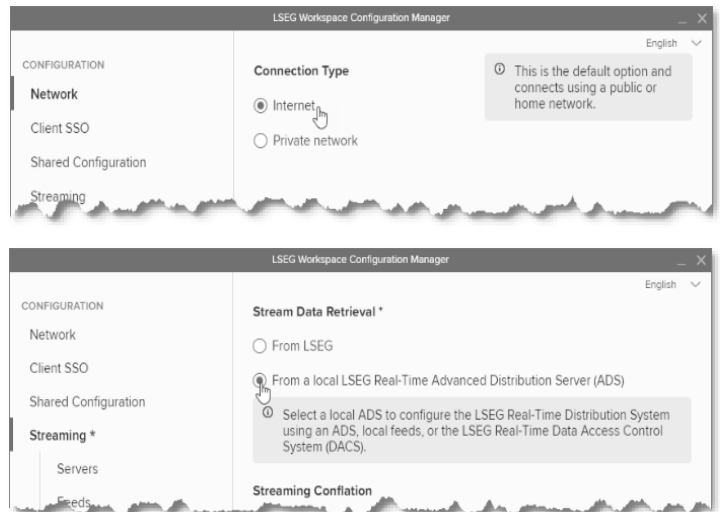 LSEG Workspace Configuration Manager
English
CONFIGURATION
Network
Client SSO
Shared Configuration
Streaming
Connection Type
Internet
Private network
This is the default option and
connects using a public or
home network.
LSEG Workspace Configuration Manager
English
CONFIGURATION
Network
Client SSO
Shared Configuration
Streaming *
Servers
Feeds
Stream Data Retrieval *
From LSEG
From a local LSEG Real-Time Advanced Distribution Server (ADS)
Select a local ADS to configure the LSEG Real-Time Distribution System
using an ADS, local feeds, or the LSEG Real-Time Data Access Control
System (DACS).
Streaming Conflation